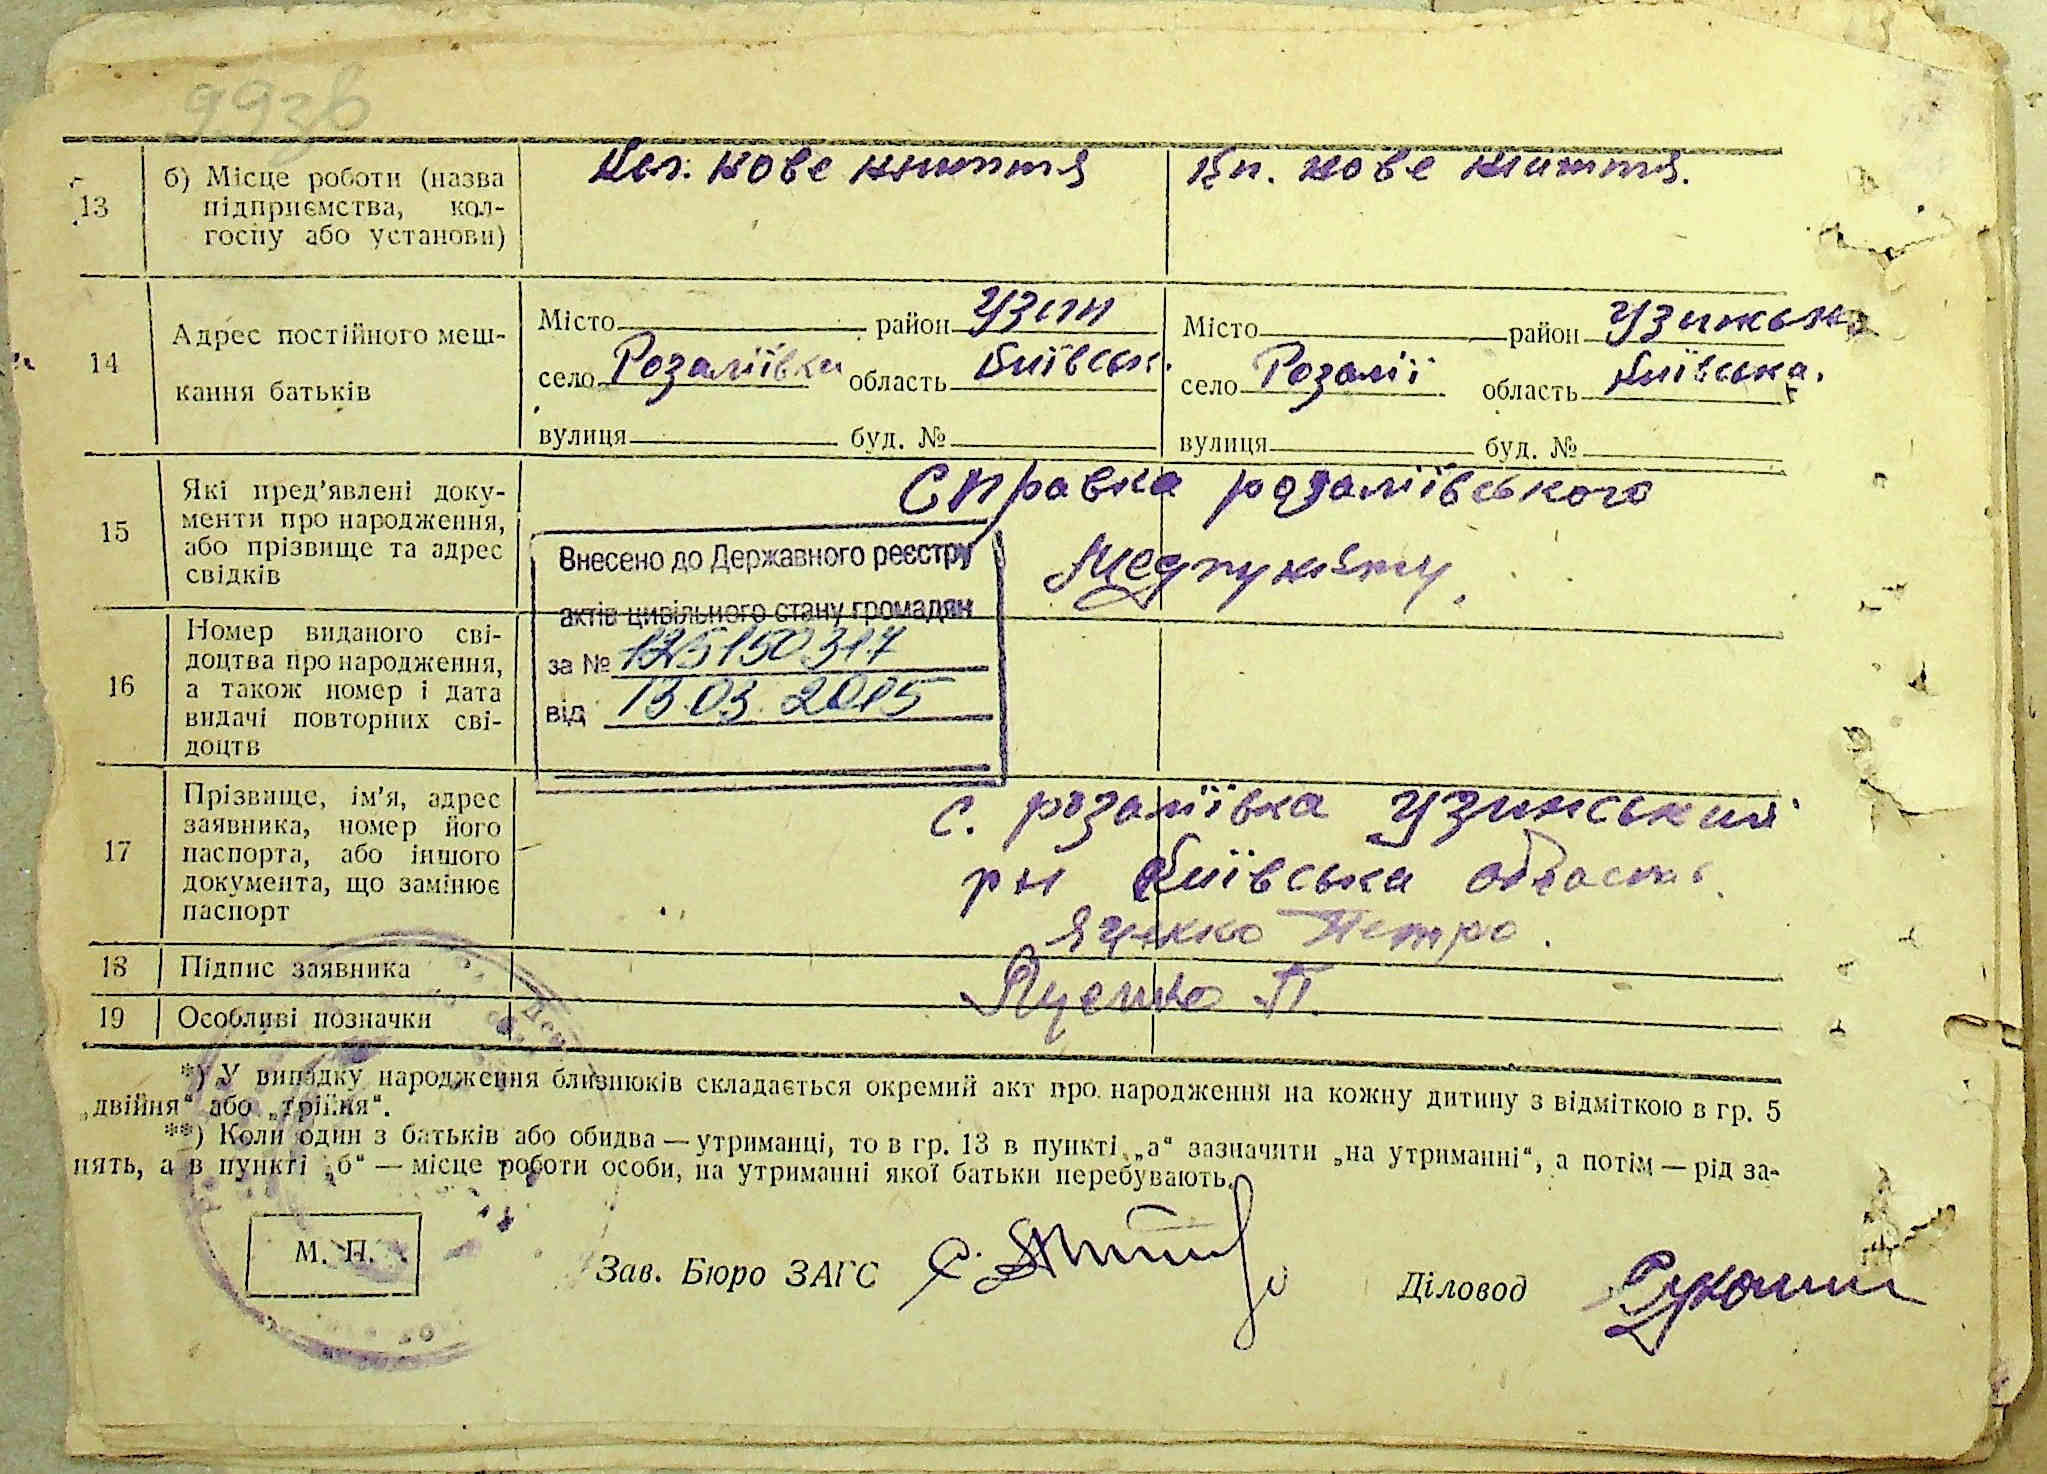 993б
13 б) Місце роботи (назва підприємства, кол-госпу або установи) Кол. нове життя Кл. нове життя.
14 Адрес постійного меш-кання батьків
Місто район Узин Місто район Узинськ
село Розаліївка область Київськ. село Розалії область Київська.
вулиця буд. № вулиця буд. №
15 Які пред'явлені доку-менти про народження, або прізвище та адрес свідків
Справка розаліївського
медпункту.
Внесено до Державного реєстру
актів цивільного стану громадян
за №
від 13.03.2015
16 Номер виданого сві-доцтва про народження, а також номер і дата видачі повторних сві-доцтв
17 Прізвище, ім'я, адрес заявника, номер його паспорта, або іншого документа, що замінює паспорт
с. розаліївка Узинський
рн Київська область.
Яценко Петро.
18 Підпис заявника Яценко П.
19 Особливі позначки
*) У випадку народження близнюків складається окремий акт про народження на кожну дитину з відміткою в гр. 5
„двійня“ або „трійня“.
**) Коли один з батьків або обидва — утриманці, то в гр. 13 в пункті „а“ зазначити „на утриманні“, а потім — рід за-
нять, а в пункті „б“ — місце роботи особи, на утриманні якої батьки перебувають.
М. П. Зав. Бюро ЗАГС Діловод